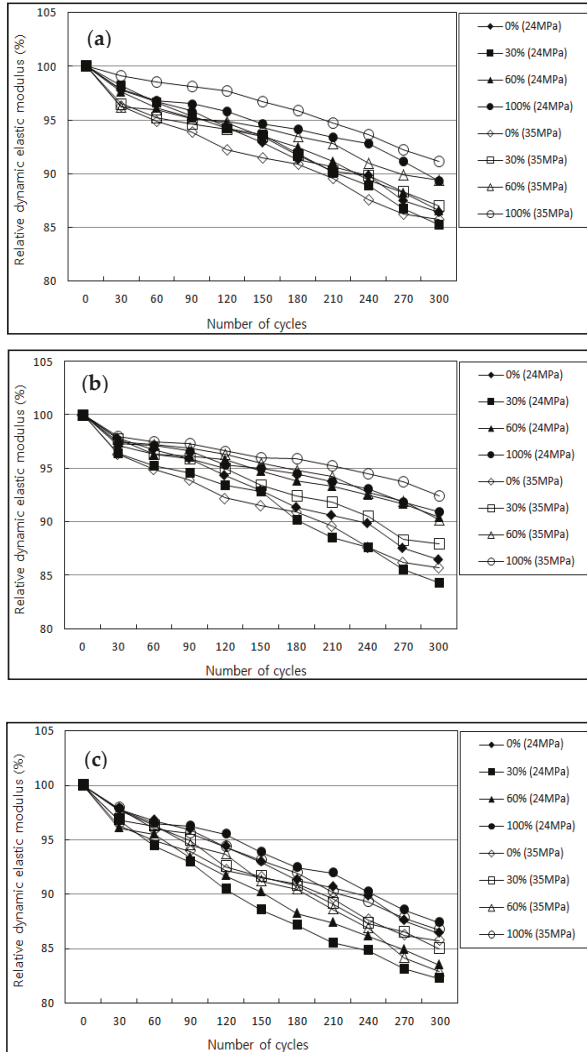 (a)
Relative dynamic elastic modulus (%)
105
100
95
90
85
80
0 30 60 90 120 150 180 210 240 270 300
Number of cycles
0% (24MPa)
30% (24MPa)
60% (24MPa)
100% (24MPa)
0% (35MPa)
30% (35MPa)
60% (35MPa)
100% (35MPa)
(b)
Relative dynamic elastic modulus (%)
105
100
95
90
85
80
0 30 60 90 120 150 180 210 240 270 300
Number of cycles
0% (24MPa)
30% (24MPa)
60% (24MPa)
100% (24MPa)
0% (35MPa)
30% (35MPa)
60% (35MPa)
100% (35MPa)
(c)
Relative dynamic elastic modulus (%)
105
100
95
90
85
80
0 30 60 90 120 150 180 210 240 270 300
Number of cycles
0% (24MPa)
30% (24MPa)
60% (24MPa)
100% (24MPa)
0% (35MPa)
30% (35MPa)
60% (35MPa)
100% (35MPa)